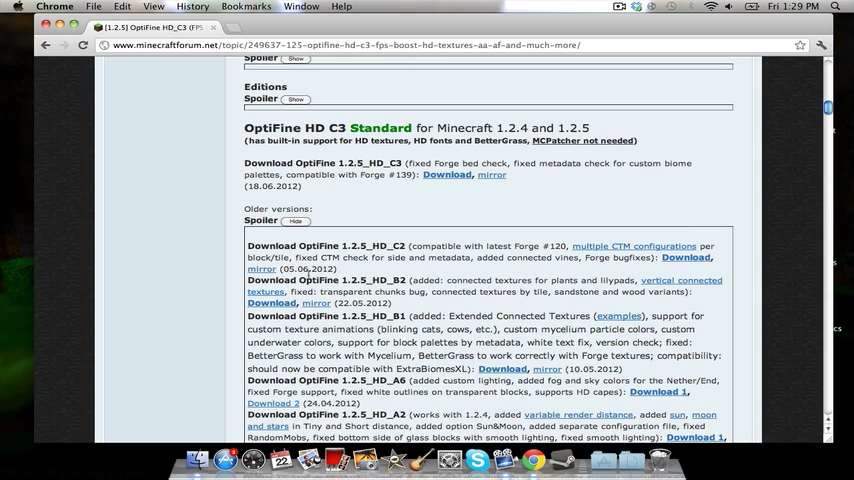 Chrome File Edit View History Bookmarks Window Help Fri 1:29 PM
[1.2.5] OptiFine HD_C3 (FPS
www.minecraftforum.net/topic/249637-125-optifine-hd-c3-fps-boost-hd-textures-aa-af-and-much-more/
Spoiler Show
Editions
Spoiler Show
OptiFine HD C3 Standard for Minecraft 1.2.4 and 1.2.5
(has built-in support for HD textures, HD fonts and BetterGrass, MCPatcher not needed)
Download OptiFine 1.2.5_HD_C3 (fixed Forge bed check, fixed metadata check for custom biome
palettes, compatible with Forge #139): Download, mirror
(18.06.2012)
Older versions:
Spoiler Hide
Download OptiFine 1.2.5_HD_C2 (compatible with latest Forge #120, multiple CTM configurations per
block/tile, fixed CTM check for side and metadata, added connected vines, Forge bugfixes): Download,
mirror (05.06.2012)
Download OptiFine 1.2.5_HD_B2 (added: connected textures for plants and lilypads, vertical connected
textures, fixed: transparent chunks bug, connected textures by tile, sandstone and wood variants):
Download, mirror (22.05.2012)
Download OptiFine 1.2.5_HD_B1 (added: Extended Connected Textures (examples), support for
custom texture animations (blinking cats, cows, etc.), custom mycelium particle colors, custom
underwater colors, support for block palettes by metadata, white text fix, version check; fixed:
BetterGrass to work with Mycelium, BetterGrass to work correctly with Forge textures; compatibility:
should now be compatible with ExtraBiomesXL): Download, mirror (10.05.2012)
Download OptiFine 1.2.5_HD_A6 (added custom lighting, added fog and sky colors for the Nether/End,
fixed Forge support, fixed white outlines on transparent blocks, supports HD capes): Download 1,
Download 2 (24.04.2012)
Download OptiFine 1.2.5_HD_A2 (works with 1.2.4, added variable render distance, added sun, moon
and stars in Tiny and Short distance, added option Sun&Moon, added separate configuration file, fixed
RandomMobs, fixed bottom side of glass blocks with smooth lighting, fixed smooth lighting): Download 1,